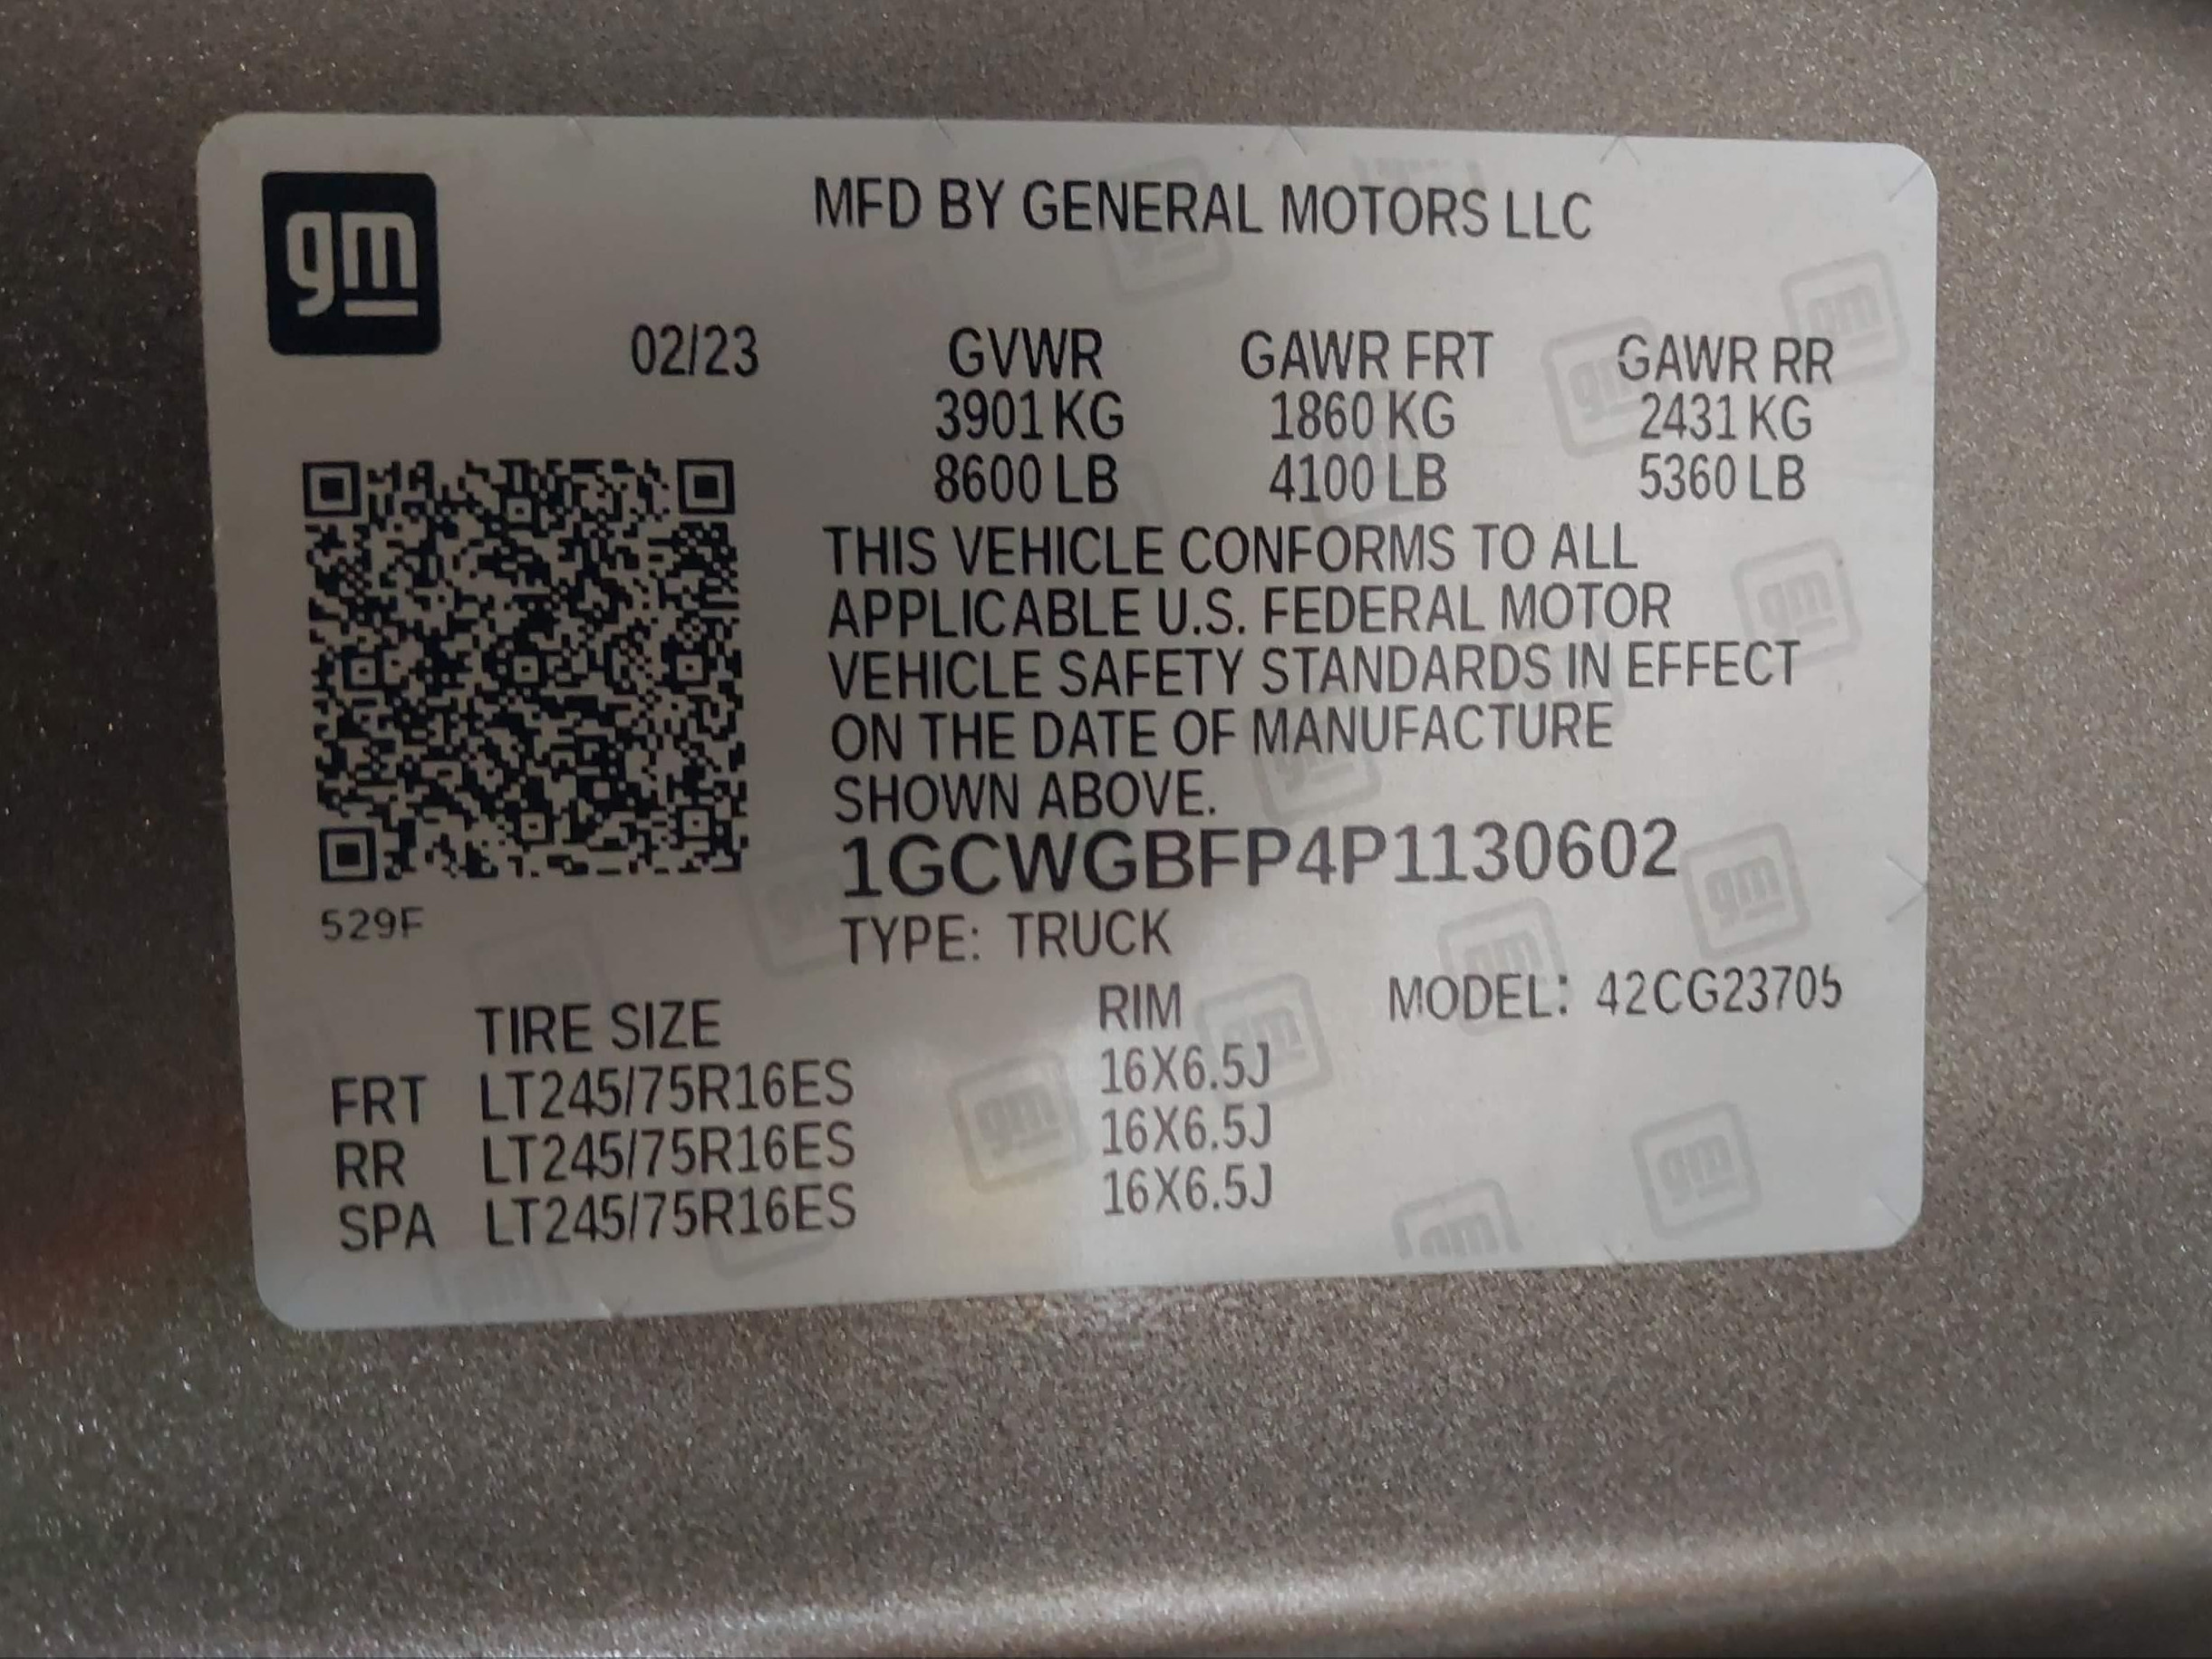 gm
MFD BY GENERAL MOTORS LLC
02/23 GVWR GAWR FRT GAWR RR
3901 KG 1860 KG 2431 KG
8600 LB 4100 LB 5360 LB
THIS VEHICLE CONFORMS TO ALL
APPLICABLE U.S. FEDERAL MOTOR
VEHICLE SAFETY STANDARDS IN EFFECT
ON THE DATE OF MANUFACTURE
SHOWN ABOVE.
1GCWGBFP4P1130602
529F
TYPE: TRUCK
TIRE SIZE RIM MODEL: 42CG23705
FRT LT245/75R16ES 16X6.5J
RR LT245/75R16ES 16X6.5J
SPA LT245/75R16ES 16X6.5J